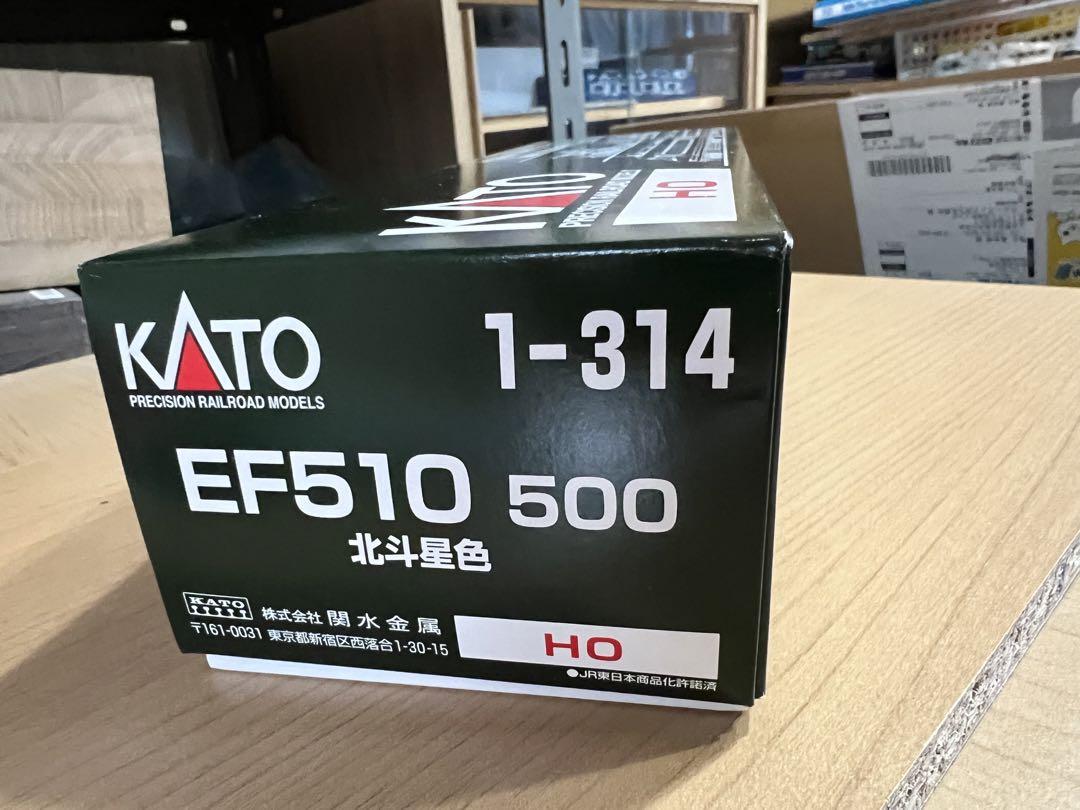 KATO
PRECISION RAILROAD
HO
KATO
PRECISION RAILROAD MODELS
1-314
EF510 500
北斗星色
KATO
株式会社 関水金属
〒161-0031 東京都新宿区西落合1-30-15
HO
●JR東日本商品化許諾済